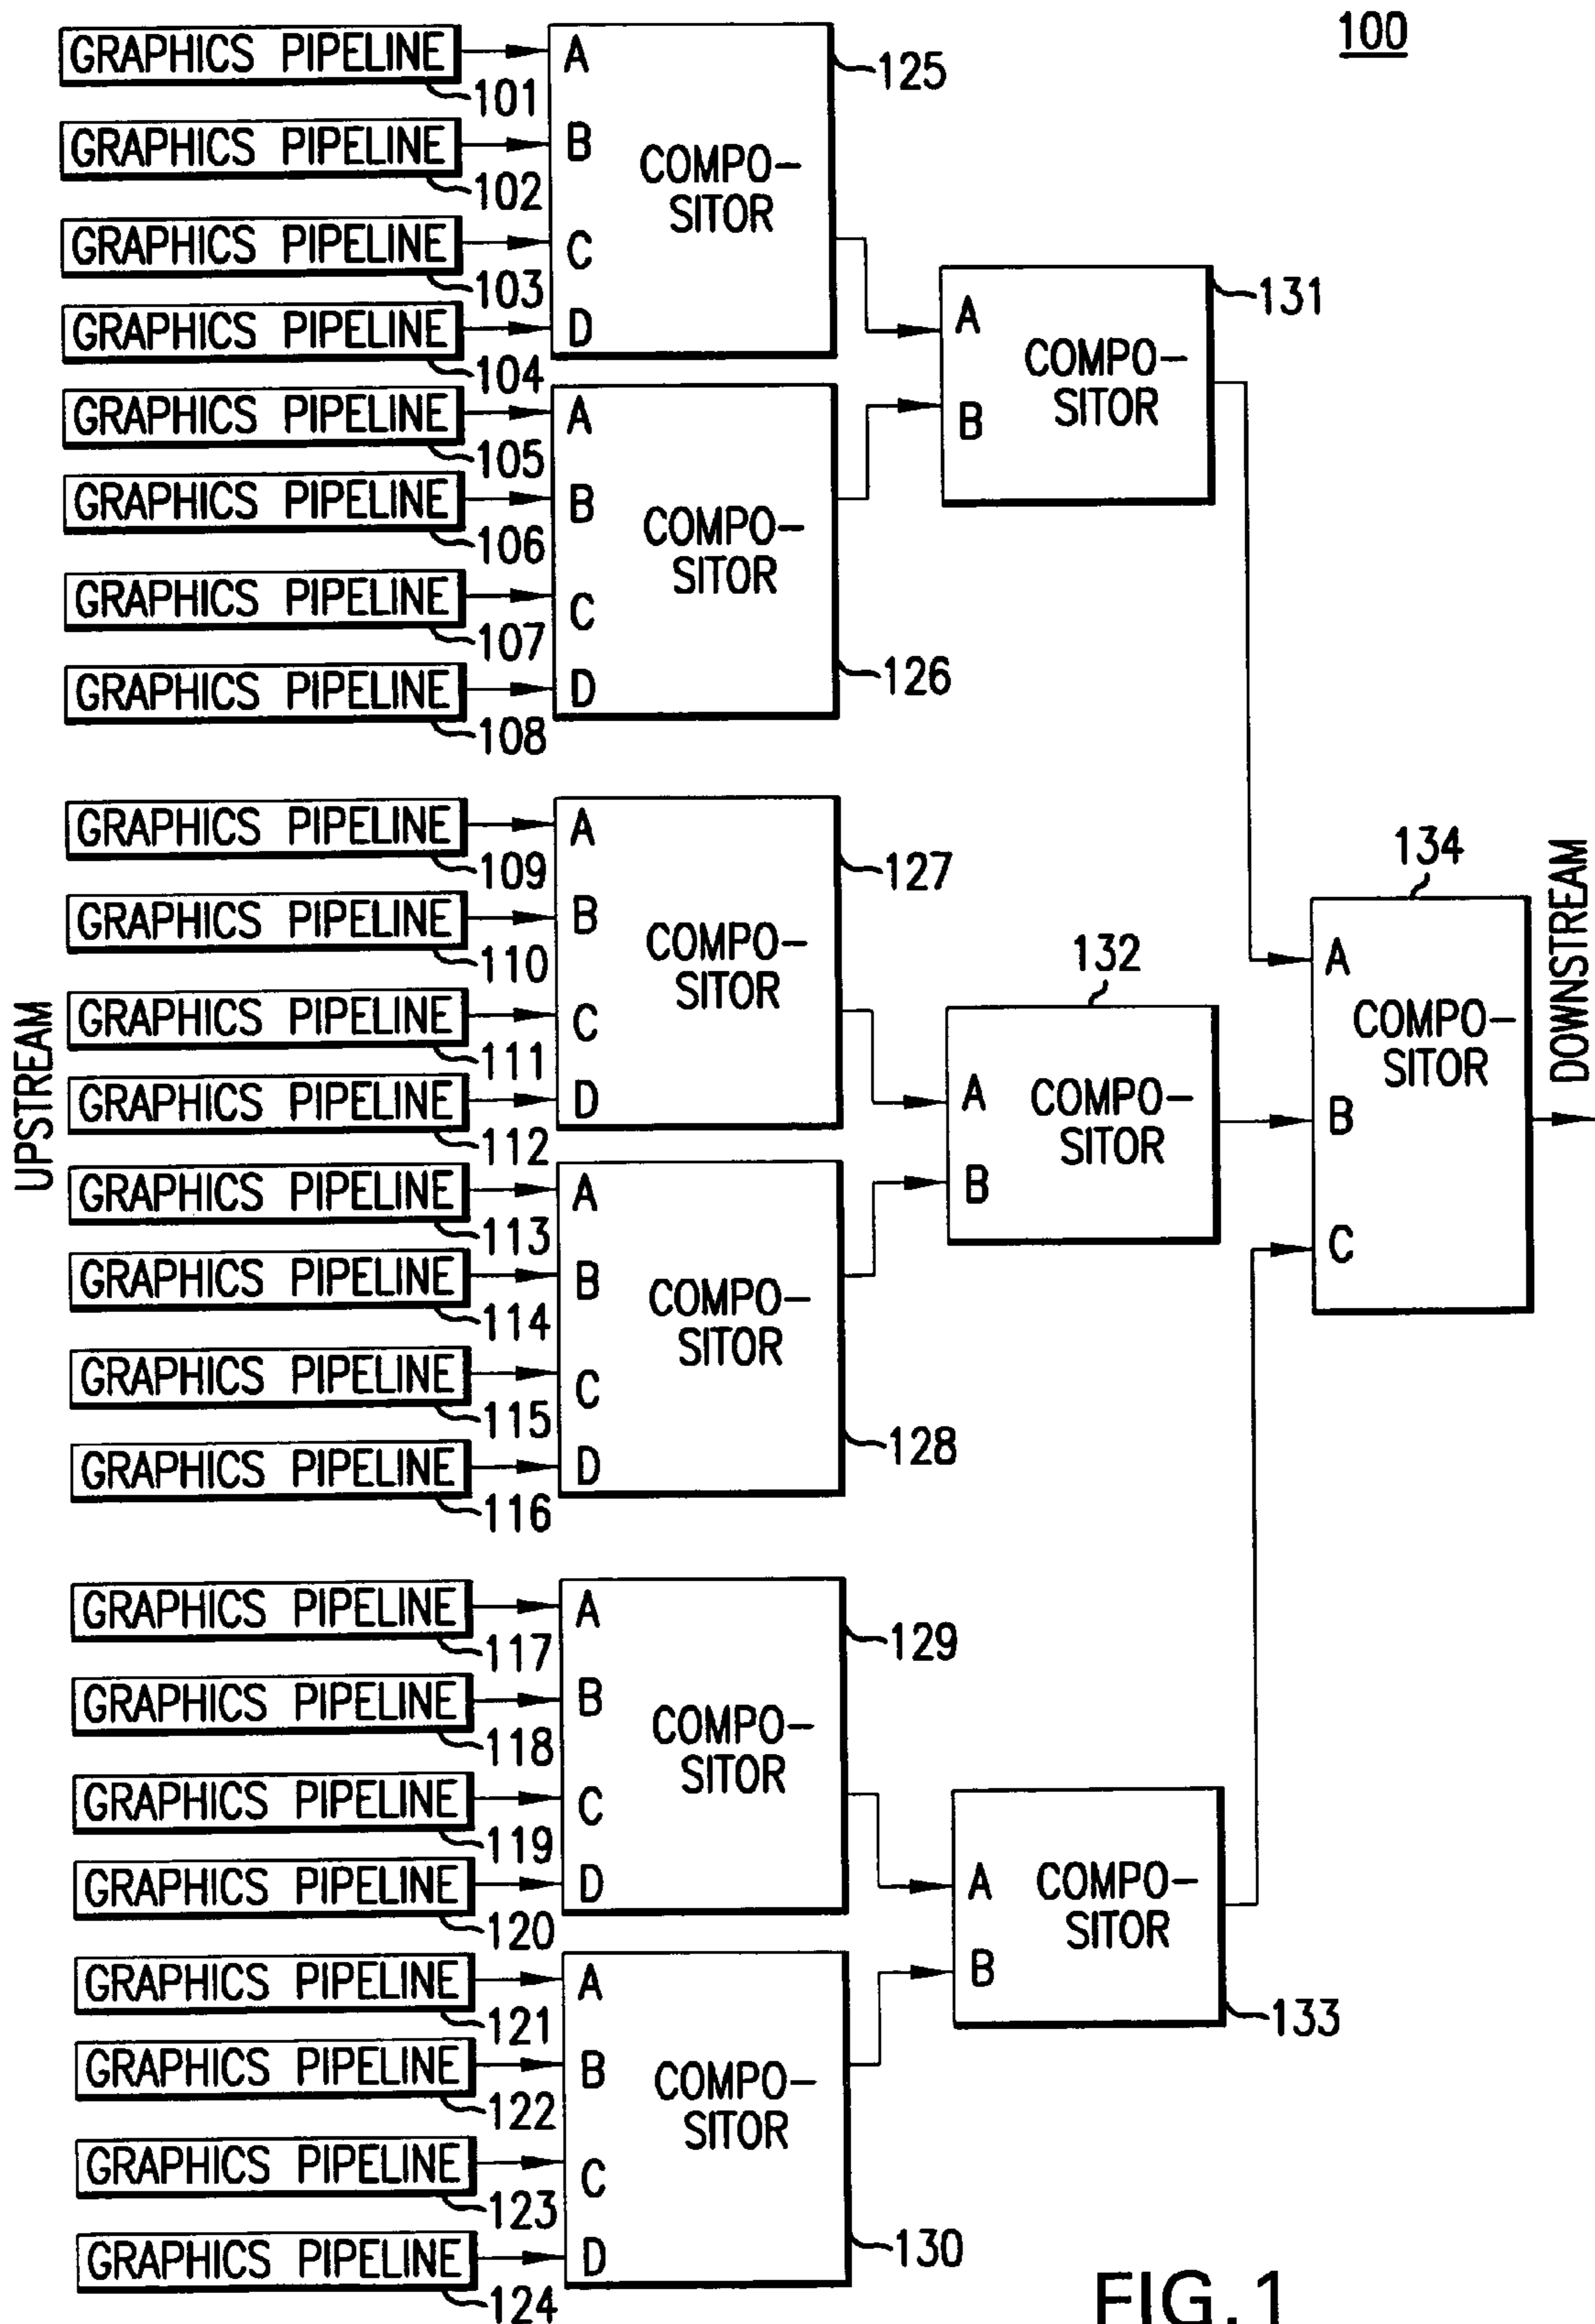 100
GRAPHICS PIPELINE
101
GRAPHICS PIPELINE
102
GRAPHICS PIPELINE
103
GRAPHICS PIPELINE
104
A
B
C
D
COMPO-
SITOR
125
GRAPHICS PIPELINE
105
GRAPHICS PIPELINE
106
GRAPHICS PIPELINE
107
GRAPHICS PIPELINE
108
A
B
C
D
COMPO-
SITOR
126
A
B
COMPO-
SITOR
131
UPSTREAM
GRAPHICS PIPELINE
109
GRAPHICS PIPELINE
110
GRAPHICS PIPELINE
111
GRAPHICS PIPELINE
112
A
B
C
D
COMPO-
SITOR
127
GRAPHICS PIPELINE
113
GRAPHICS PIPELINE
114
GRAPHICS PIPELINE
115
GRAPHICS PIPELINE
116
A
B
C
D
COMPO-
SITOR
128
132
A
B
COMPO-
SITOR
134
A
B
C
COMPO-
SITOR
DOWNSTREAM
GRAPHICS PIPELINE
117
GRAPHICS PIPELINE
118
GRAPHICS PIPELINE
119
GRAPHICS PIPELINE
120
A
B
C
D
COMPO-
SITOR
129
GRAPHICS PIPELINE
121
GRAPHICS PIPELINE
122
GRAPHICS PIPELINE
123
GRAPHICS PIPELINE
124
A
B
C
D
COMPO-
SITOR
130
A
B
COMPO-
SITOR
133
FIG. 1